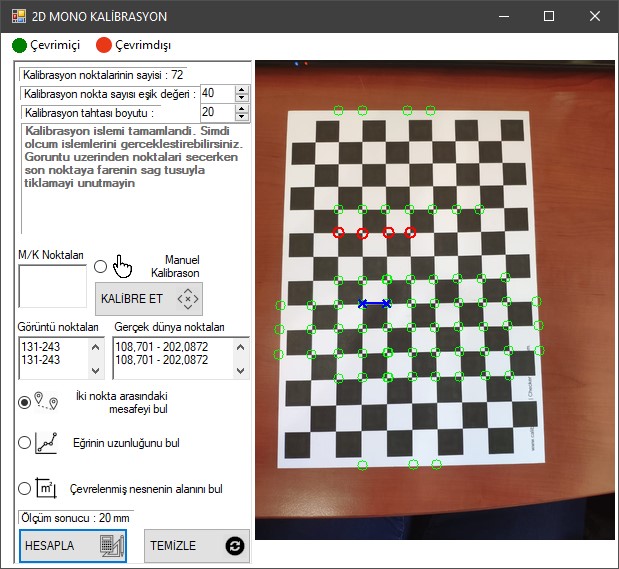 2D MONO KALİBRASYON
Çevrimiçi
Çevrimdışı
Kalibrasyon noktalarinin sayisi : 72
Kalibrasyon nokta sayısı eşik değeri : 40
Kalibrasyon tahtası boyutu : 20
Kalibrasyon islemi tamamlandi. Simdi
olcum islemlerini gerceklestirebilirsiniz.
Goruntu uzerinden noktalari secerken
son noktaya farenin sag tusuyla
tiklamayi unutmayin
M/K Noktaları
Manuel
Kalibrason
KALİBRE ET
Görüntü noktaları
Gerçek dünya noktaları
131-243
131-243
108,701 - 202,0872
108,701 - 202,0872
İki nokta arasındaki
mesafeyi bul
Eğrinin uzunluğunu bul
m²
Çevrelenmiş nesnenin alanını bul
Ölçüm sonucu : 20 mm
HESAPLA
TEMİZLE